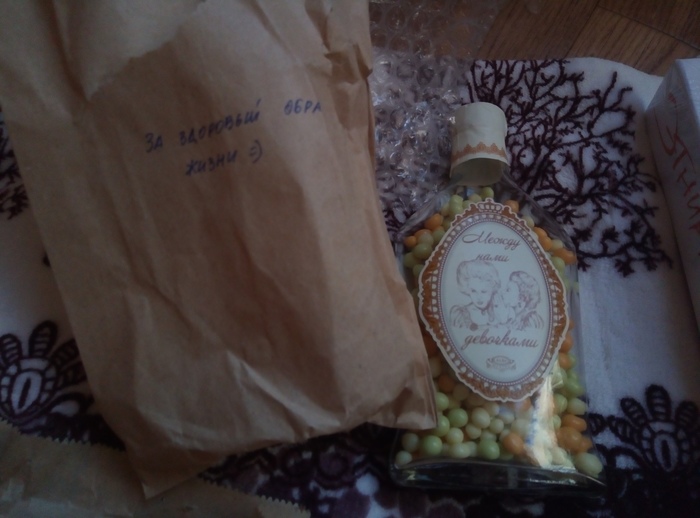 ЗА ЗДОРОВЫЙ ОБРА
ЖИЗНИ =)
Между
нами
девочками